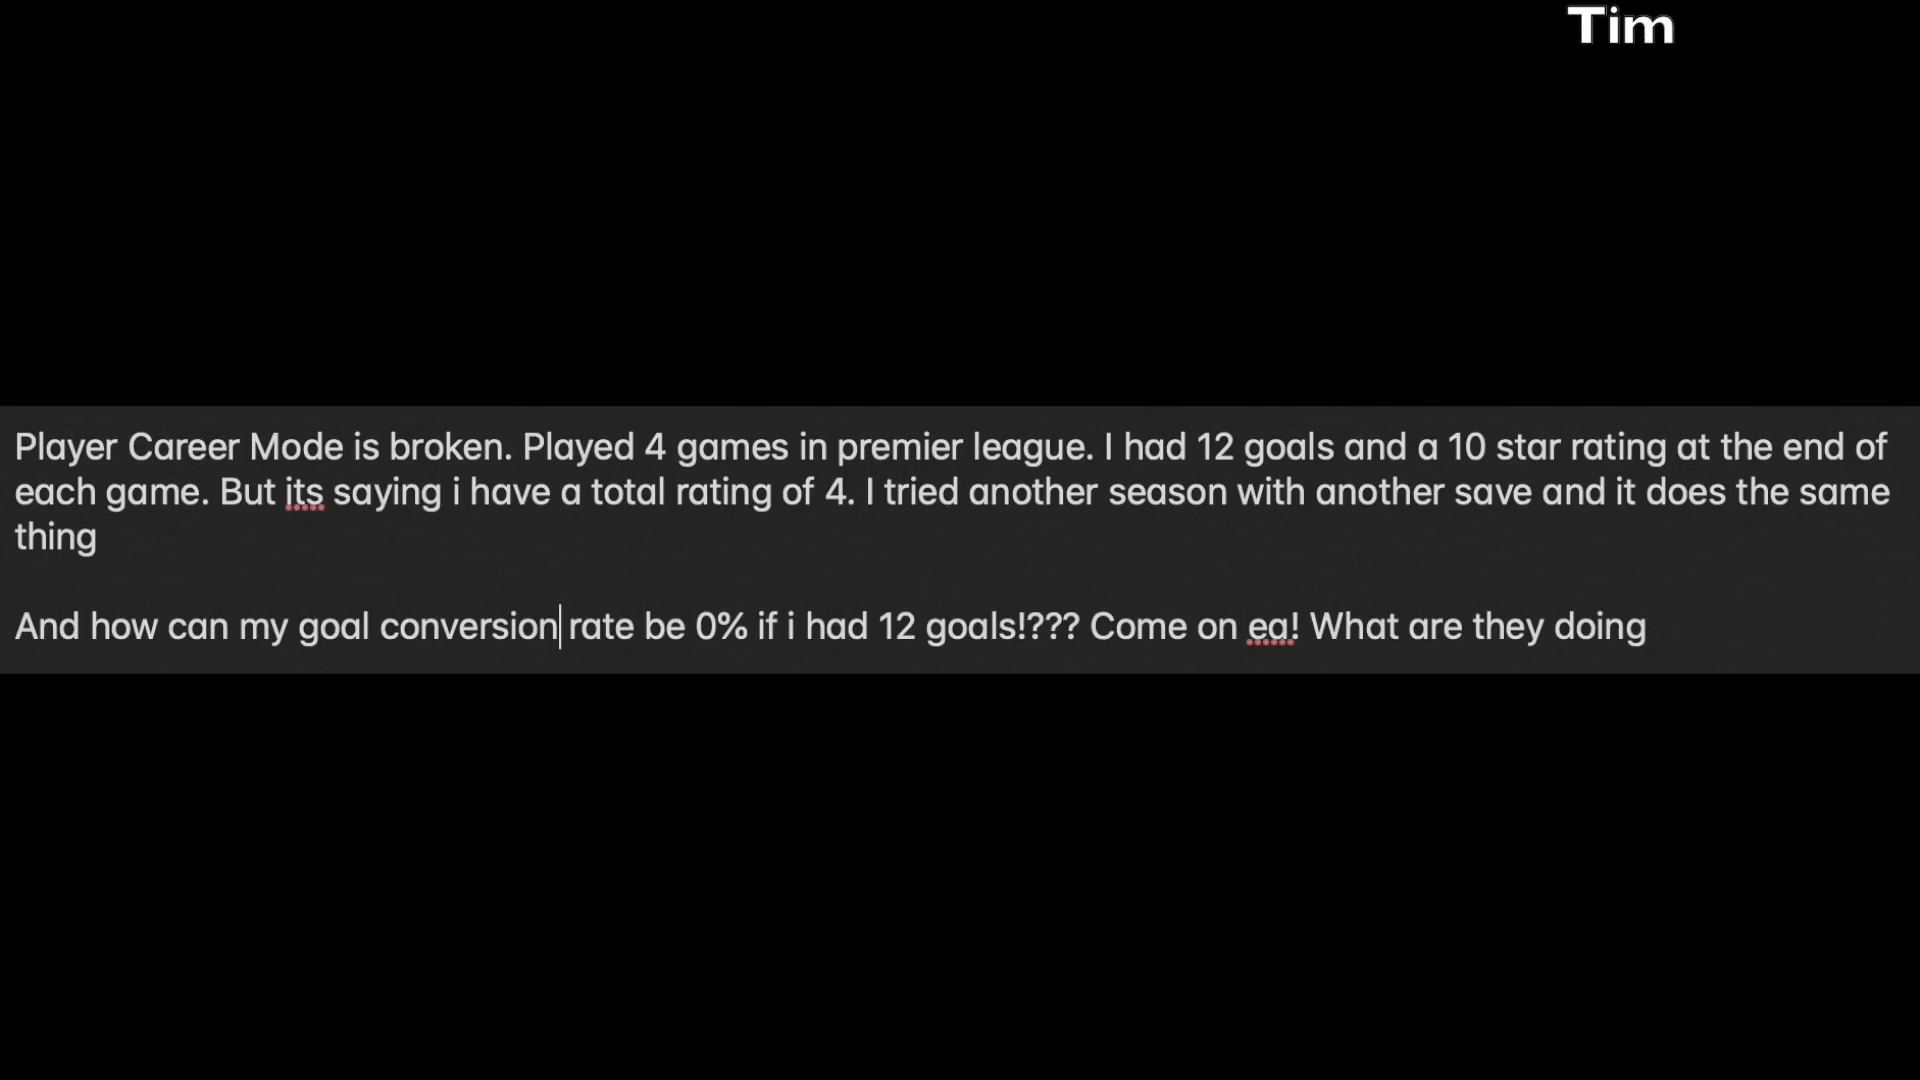 Tim
Player Career Mode is broken. Played 4 games in premier league. I had 12 goals and a 10 star rating at the end of
each game. But its saying i have a total rating of 4. I tried another season with another save and it does the same
thing
And how can my goal conversion rate be 0% if i had 12 goals!??? Come on ea! What are they doing